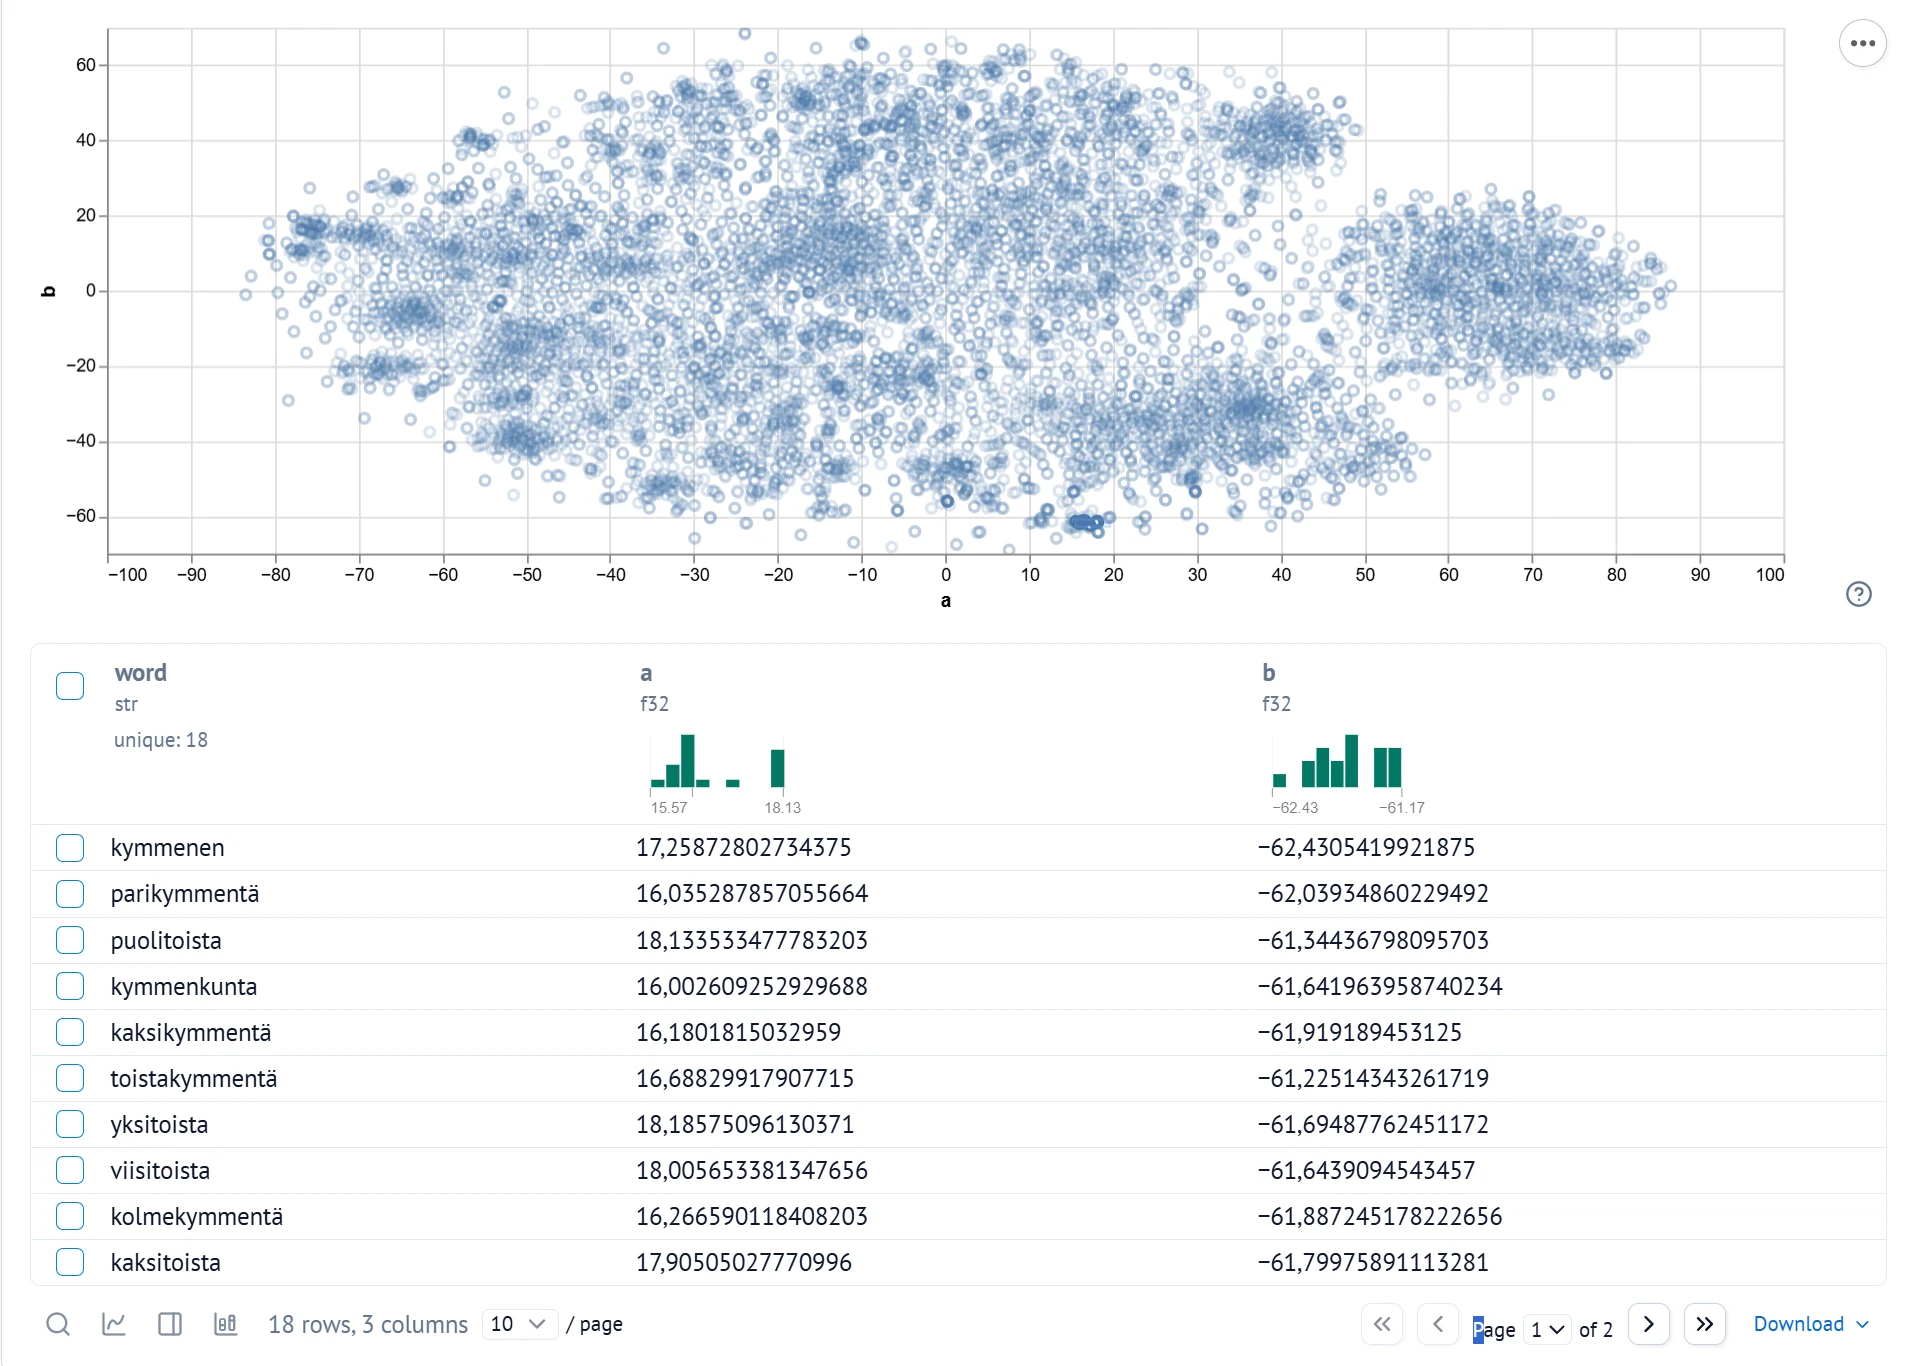 60
40
20
0
−20
−40
−60
b
−100 −90 −80 −70 −60 −50 −40 −30 −20 −10 0 10 20 30 40 50 60 70 80 90 100
a
word a b
str f32 f32
unique: 18
15.57 18.13 −62.43 −61.17
kymmenen 17,25872802734375 −62,4305419921875
parikymmentä 16,035287857055664 −62,03934860229492
puolitoista 18,133533477783203 −61,34436798095703
kymmenkunta 16,002609252929688 −61,641963958740234
kaksikymmentä 16,1801815032959 −61,919189453125
toistakymmentä 16,68829917907715 −61,22514343261719
yksitoista 18,18575096130371 −61,69487762451172
viisitoista 18,005653381347656 −61,6439094543457
kolmekymmentä 16,266590118408203 −61,887245178222656
kaksitoista 17,90505027770996 −61,79975891113281
18 rows, 3 columns 10 / page Page 1 of 2 Download